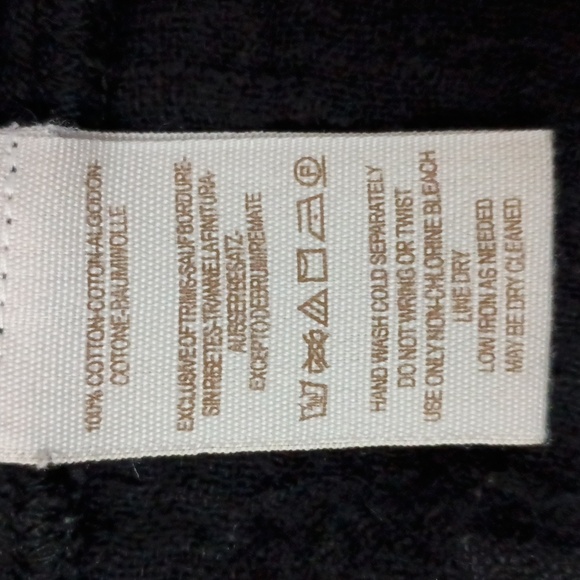 100% COTTON-COTON-ALGODÓN-
COTONE-BAUMWOLLE
EXCLUSIVE OF TRIMS-SAUF BORDURE-
SIN RIBETES-TRANNE LA FRNITURA-
AUSSER BESATZ-
EXCEPTO DEBRUM REMATE
P
HAND WASH COLD SEPARATELY
DO NOT WRING OR TWIST
USE ONLY NON-CHLORINE BLEACH
LINE DRY
LOW IRON AS NEEDED
MAY BE DRY CLEANED